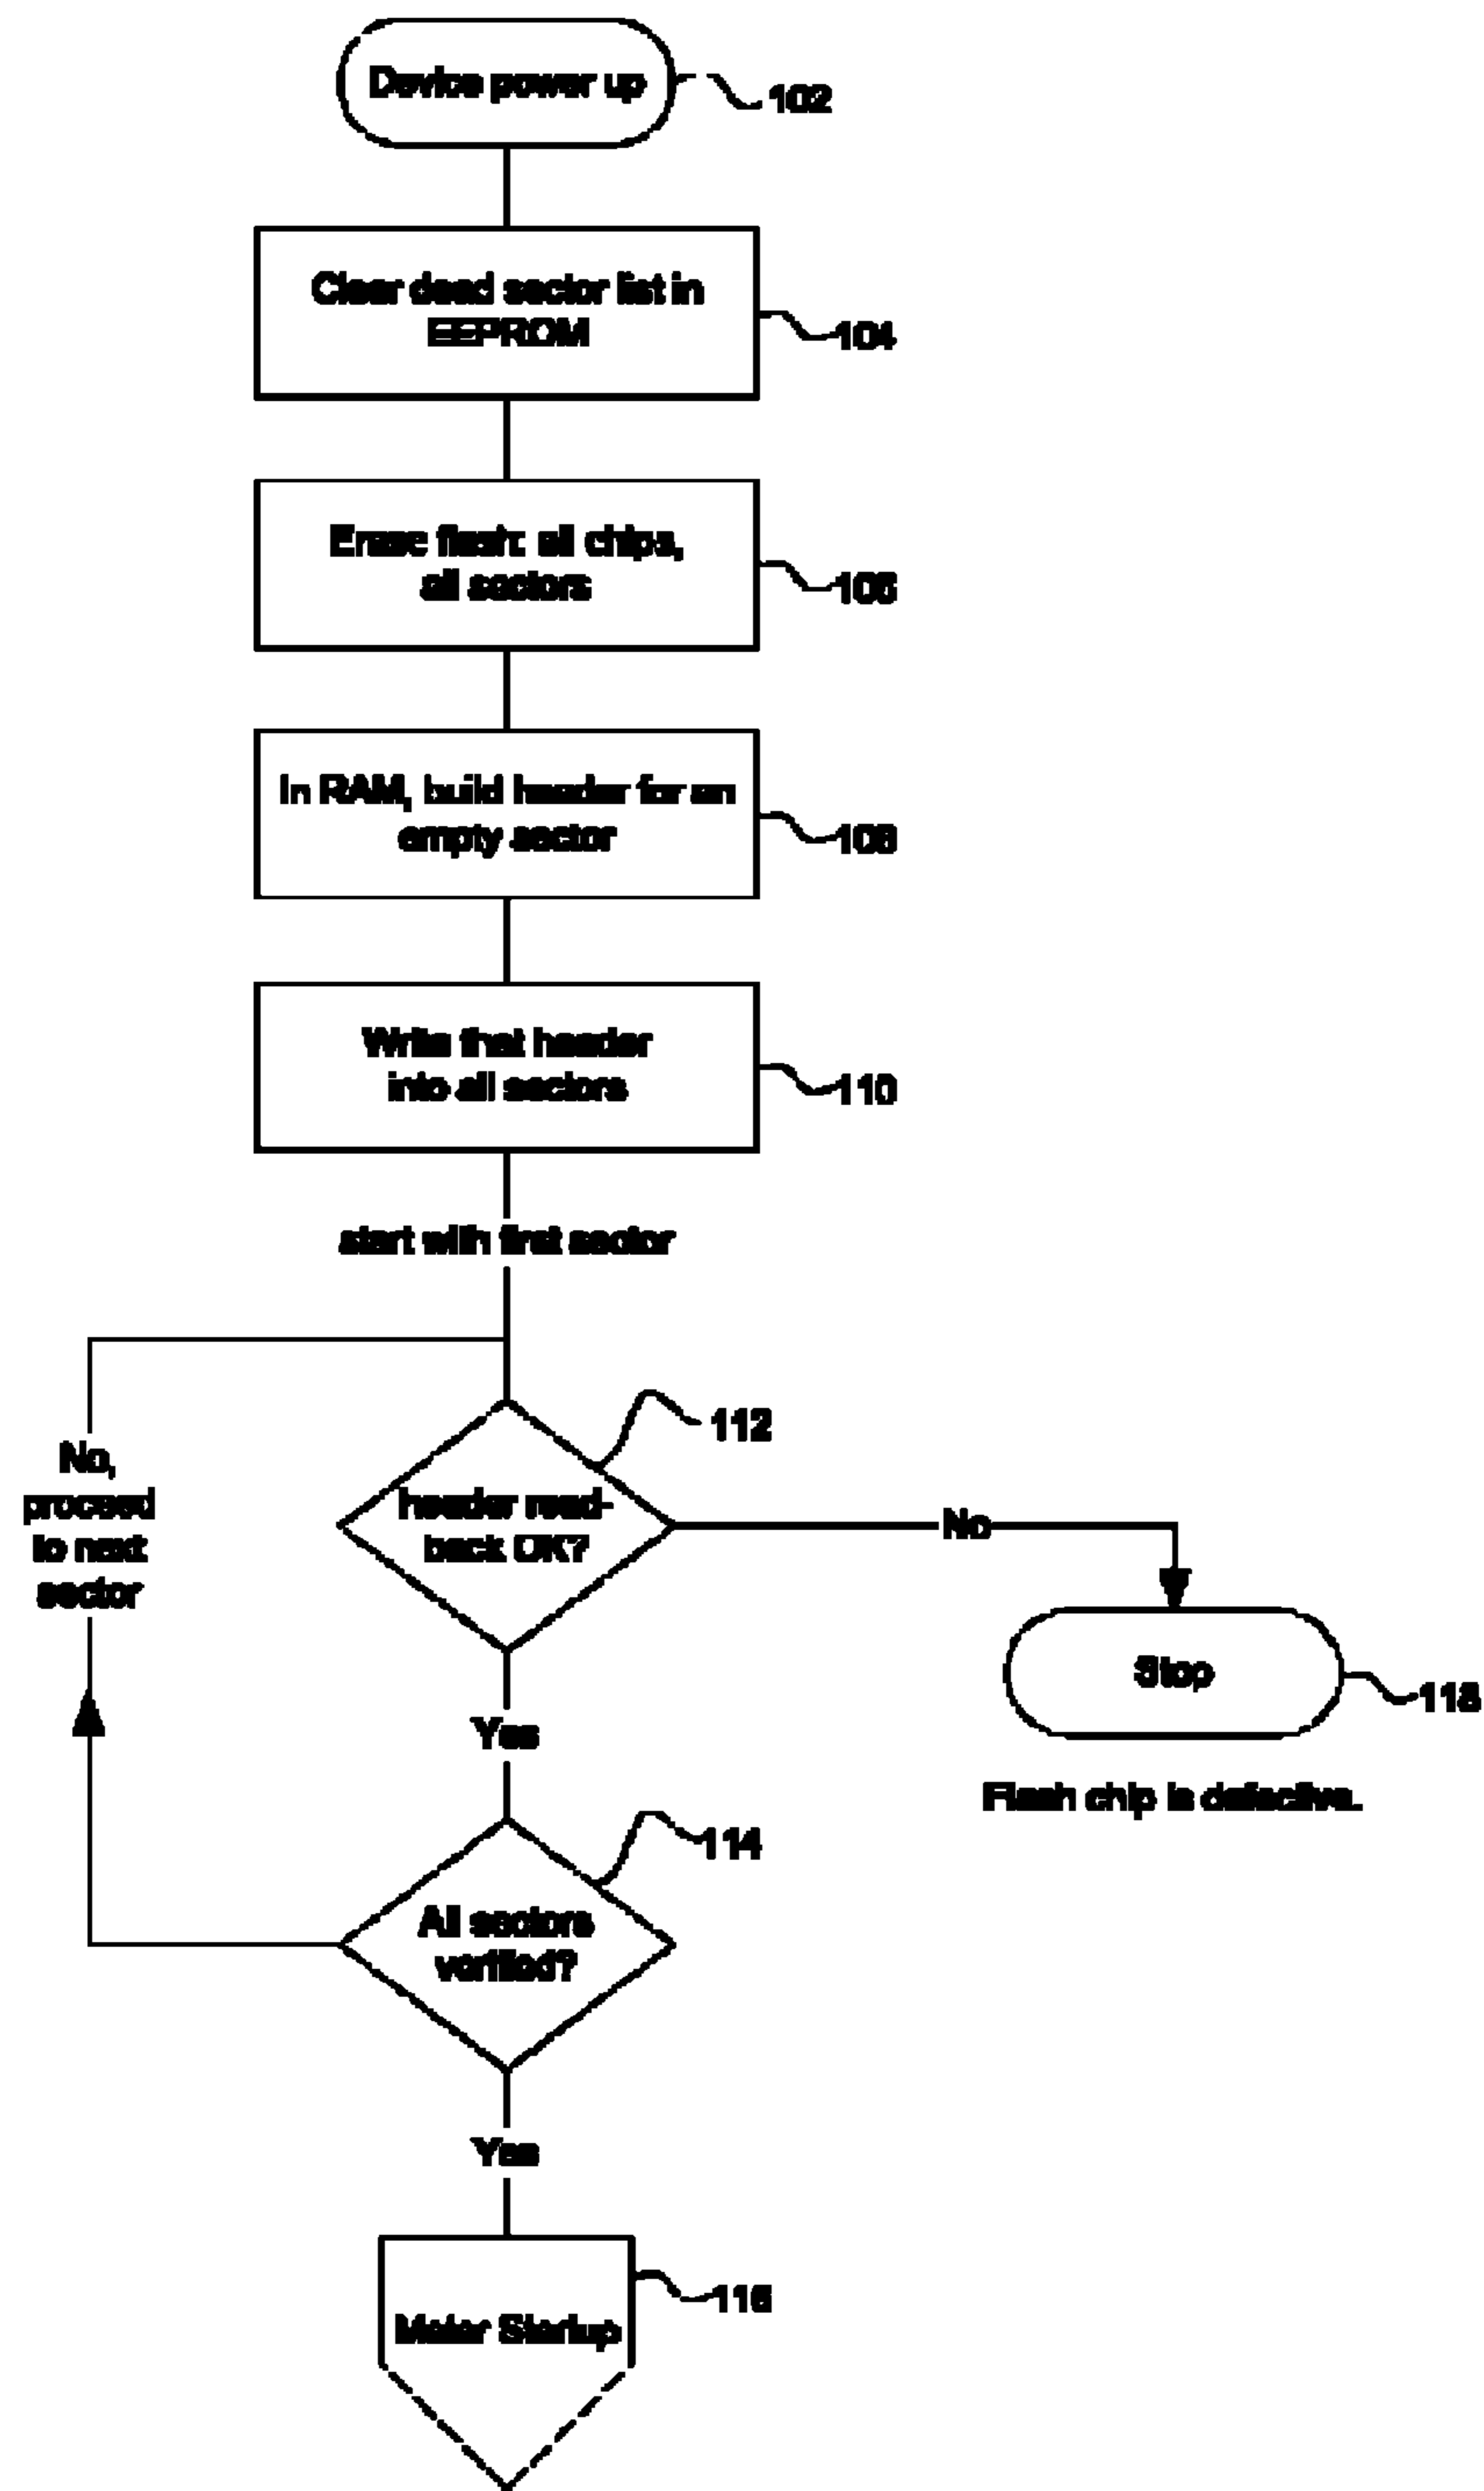 Device power up
102
Clear dead sector list in
EEPROM
104
Erase flash: all chips,
all sectors
106
In RAM, build header for an
empty sector
108
Write that header
into all sectors
110
start with first sector
112
No,
proceed
to next
sector
header read-
back OK?
No
Stop
118
Yes
Flash chip is defective.
114
All sectors
verified?
Yes
116
Meter Startup